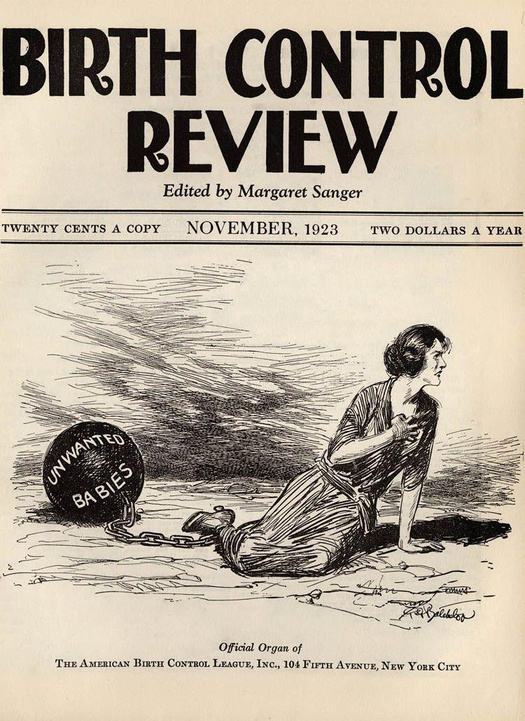 BIRTH CONTROL
REVIEW
Edited by Margaret Sanger
TWENTY CENTS A COPY NOVEMBER, 1923 TWO DOLLARS A YEAR
UNWANTED
BABIES
Official Organ of
THE AMERICAN BIRTH CONTROL LEAGUE, INC., 104 FIFTH AVENUE, NEW YORK CITY